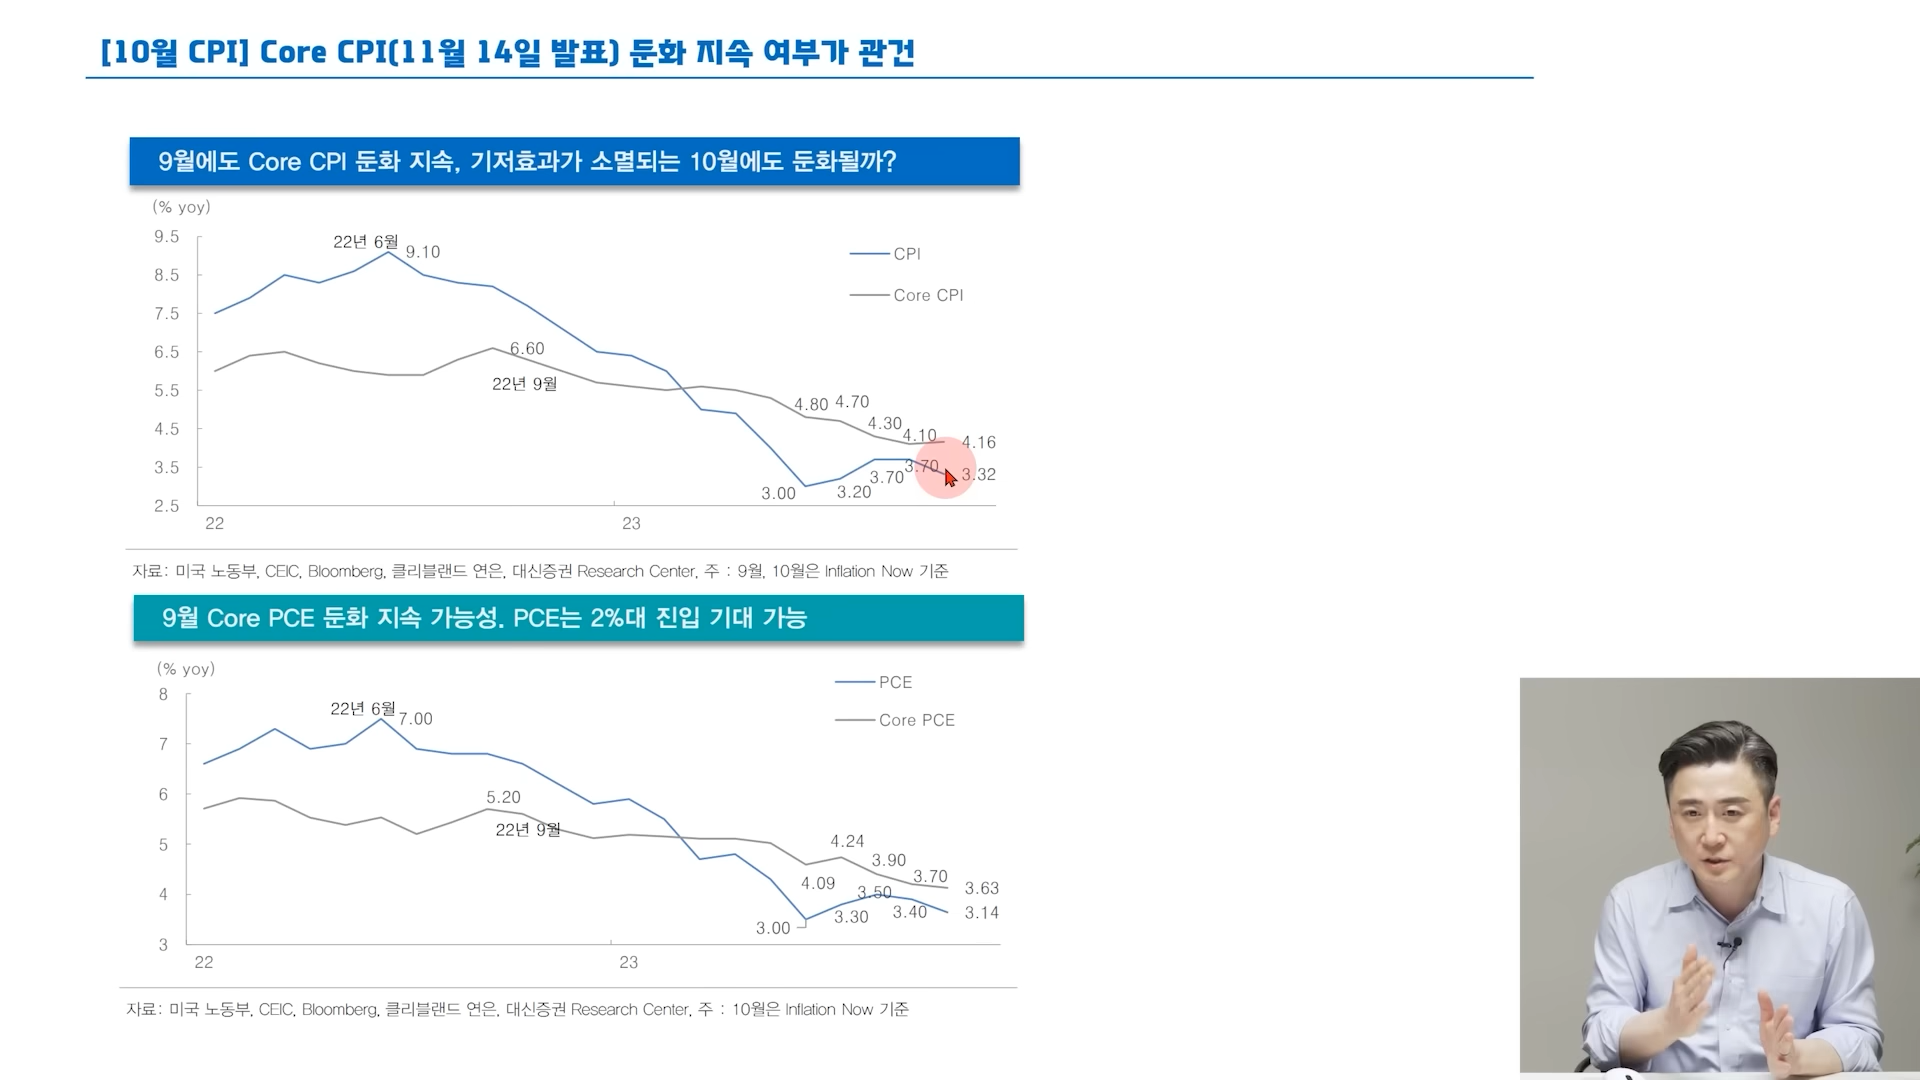 [10월 CPI] Core CPI(11월 14일 발표) 둔화 지속 여부가 관건
9월에도 Core CPI 둔화 지속, 기저효과가 소멸되는 10월에도 둔화될까?
(% yoy)
9.5
8.5
7.5
6.5
5.5
4.5
3.5
2.5
22년 6월
9.10
CPI
Core CPI
6.60
22년 9월
4.80
4.70
4.30
4.10
4.16
3.00
3.20
3.70
3.70
3.32
22
23
자료: 미국 노동부, CEIC, Bloomberg, 클리블랜드 연은, 대신증권 Research Center, 주 : 9월, 10월은 Inflation Now 기준
9월 Core PCE 둔화 지속 가능성. PCE는 2%대 진입 기대 가능
(% yoy)
8
7
6
5
4
3
22년 6월
7.00
PCE
Core PCE
5.20
22년 9월
4.09
4.24
3.90
3.70
3.63
3.00
3.30
3.50
3.40
3.14
22
23
자료: 미국 노동부, CEIC, Bloomberg, 클리블랜드 연은, 대신증권 Research Center, 주 : 10월은 Inflation Now 기준